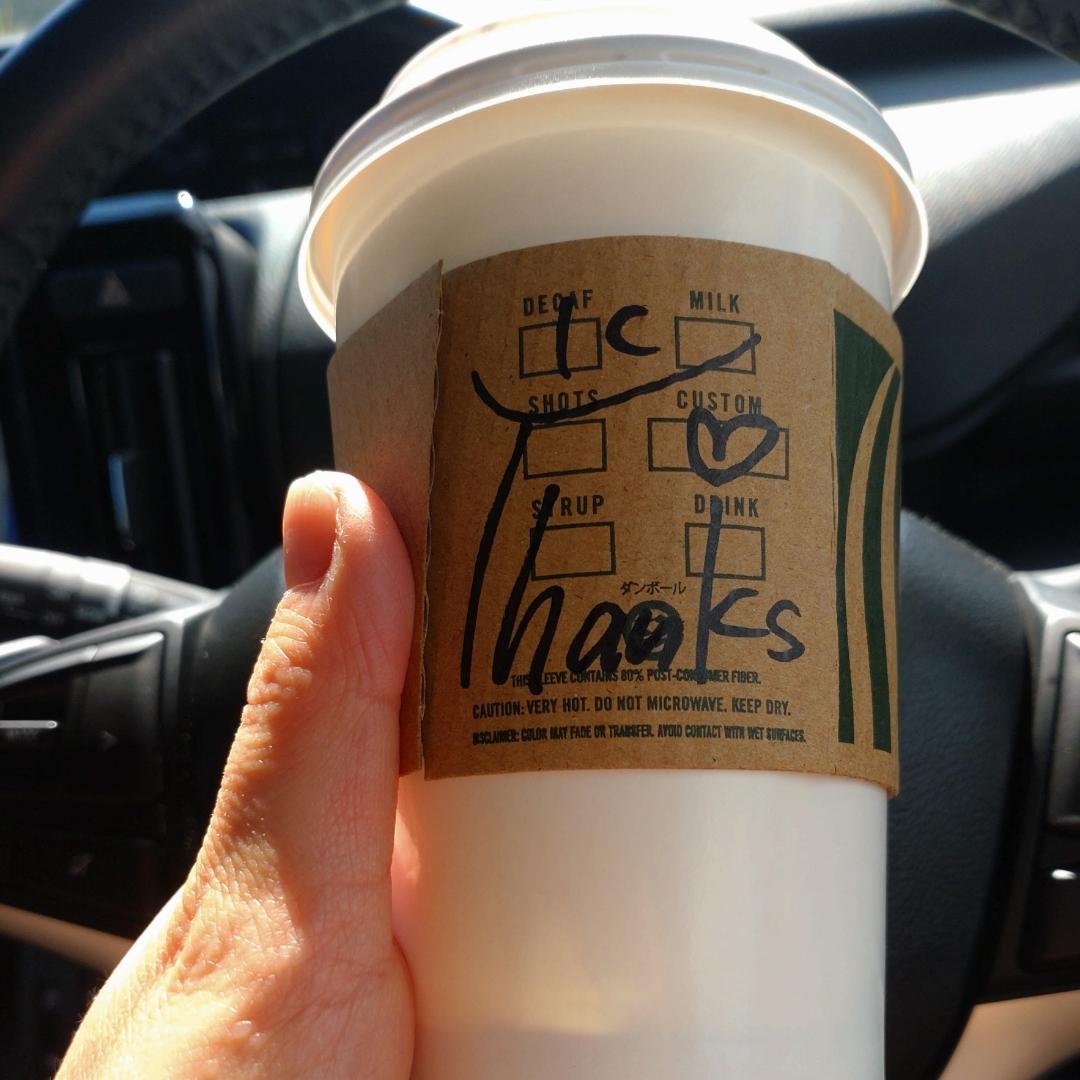 DECAF MILK
IC
SHOTS CUSTOM
SYRUP DRINK
ダンボール
Thanks
THIS SLEEVE CONTAINS 80% POST-CONSUMER FIBER.
CAUTION: VERY HOT. DO NOT MICROWAVE. KEEP DRY.
DISCLAIMER: COLOR MAY FADE OR TRANSFER. AVOID CONTACT WITH WET SURFACES.